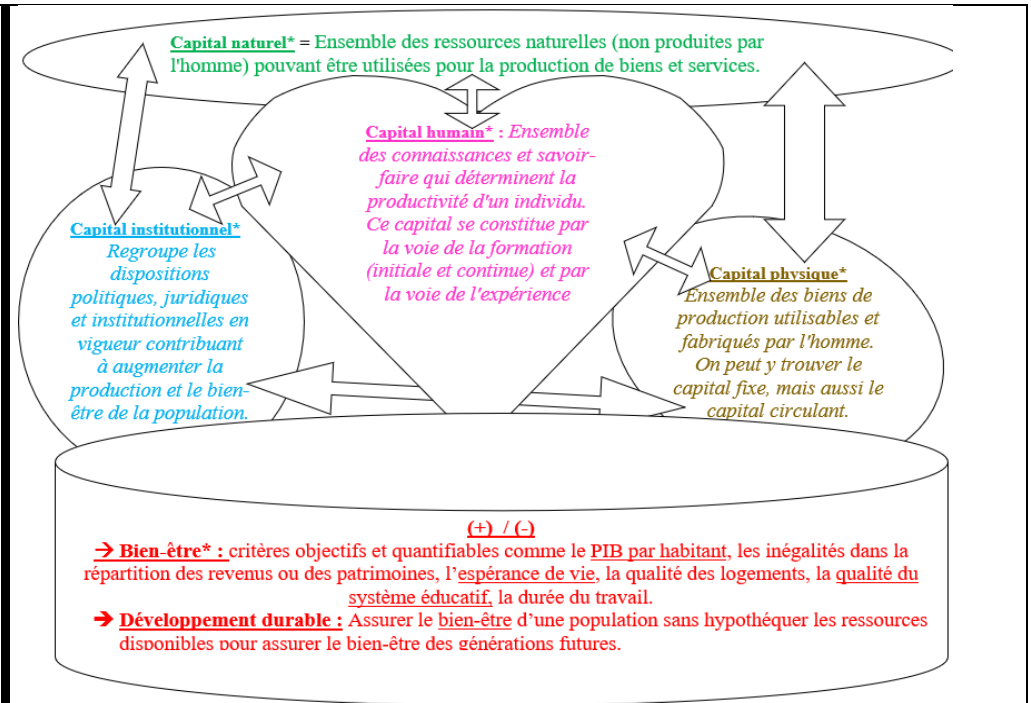 Capital naturel* = Ensemble des ressources naturelles (non produites par
l'homme) pouvant être utilisées pour la production de biens et services.
Capital humain* : Ensemble
des connaissances et savoir-
faire qui déterminent la
productivité d'un individu.
Ce capital se constitue par
la voie de la formation
(initiale et continue) et par
la voie de l'expérience
Capital institutionnel*
Regroupe les
dispositions
politiques, juridiques
et institutionnelles en
vigueur contribuant
à augmenter la
production et le bien-
être de la population.
Capital physique*
Ensemble des biens de
production utilisables et
fabriqués par l'homme.
On peut y trouver le
capital fixe, mais aussi le
capital circulant.
(+) / (-)
→ Bien-être* : critères objectifs et quantifiables comme le PIB par habitant, les inégalités dans la
répartition des revenus ou des patrimoines, l'espérance de vie, la qualité des logements, la qualité du
système éducatif, la durée du travail.
→ Développement durable : Assurer le bien-être d'une population sans hypothéquer les ressources
disponibles pour assurer le bien-être des générations futures.